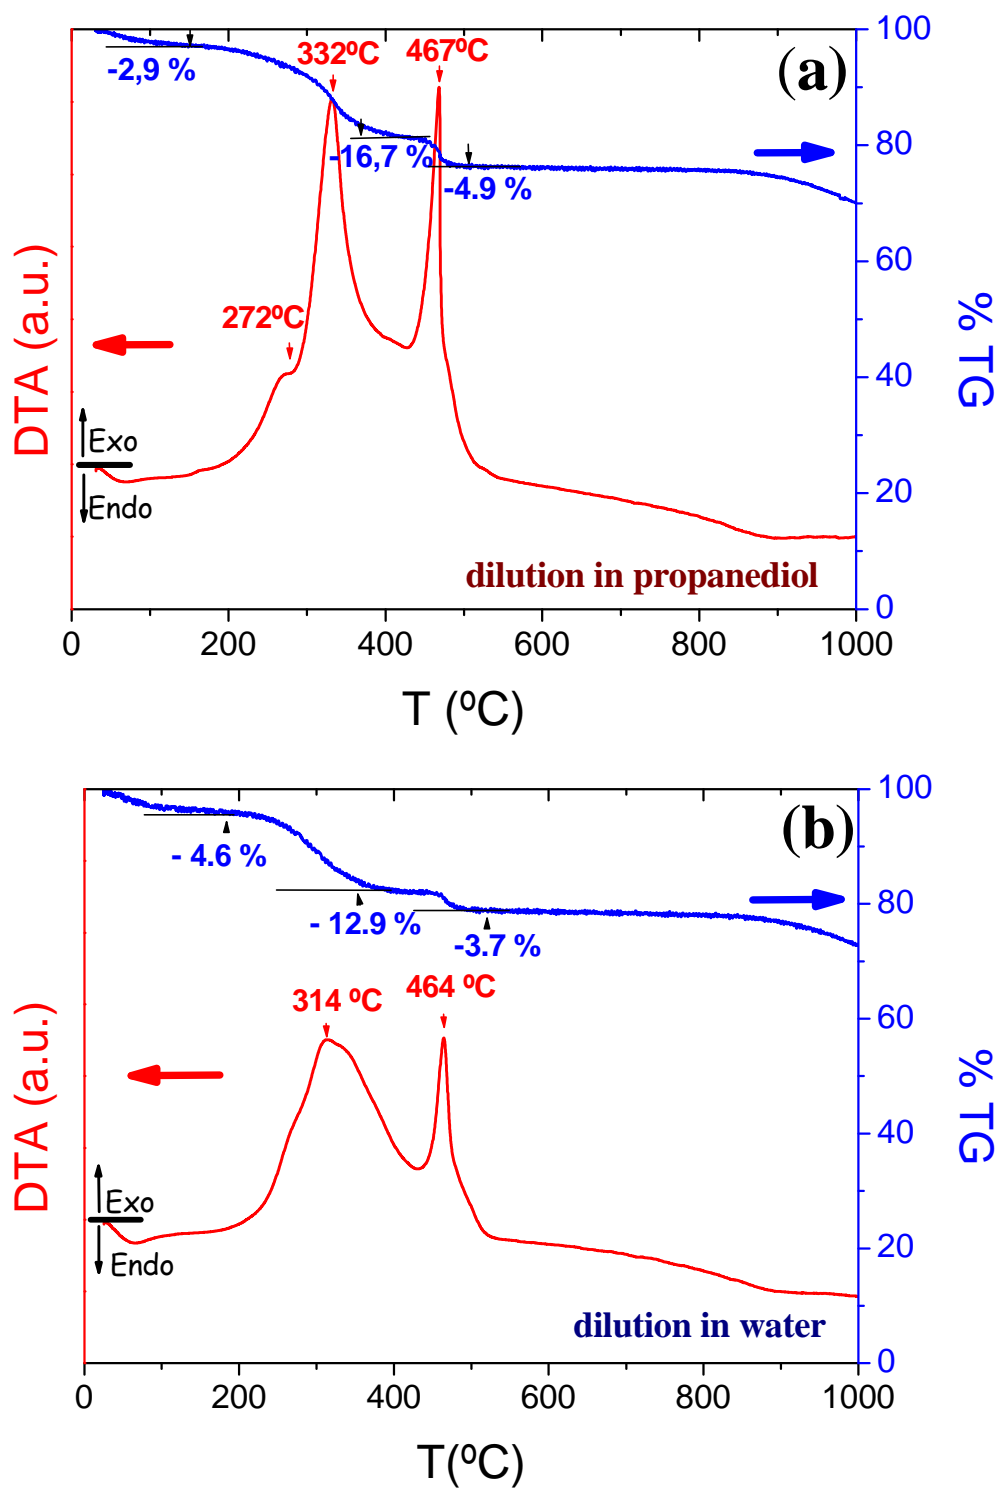 100
(a)
332ºC
467ºC
-2,9 %
80
-16,7 %
-4.9 %
60
DTA (a.u.)
% TG
272ºC
40
Exo
20
Endo
dilution in propanediol
0
0 200 400 600 800 1000
T (ºC)
100
(b)
- 4.6 %
80
- 12.9 %
-3.7 %
464 ºC
314 ºC
60
DTA (a.u.)
% TG
40
Exo
20
Endo
dilution in water
0
0 200 400 600 800 1000
T(ºC)